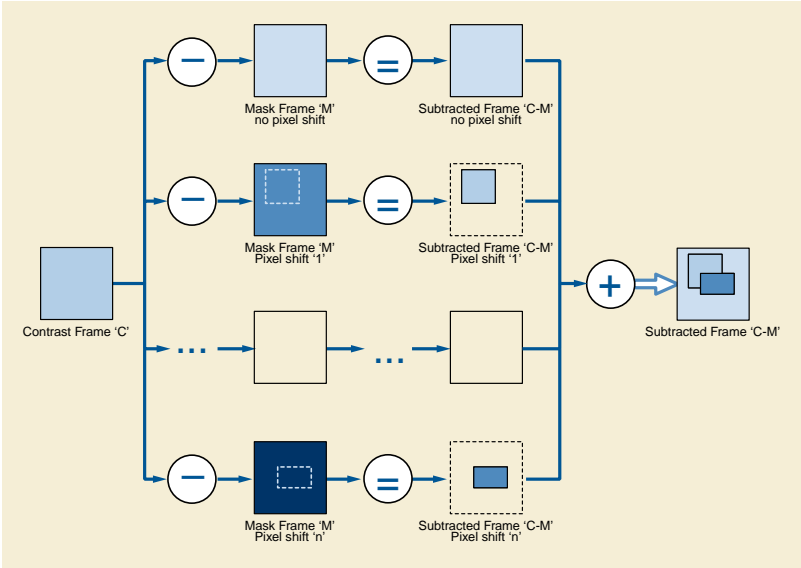 −
=
Mask Frame ‘M’
no pixel shift
Subtracted Frame ‘C-M’
no pixel shift
−
=
Mask Frame ‘M’
Pixel shift ‘1’
Subtracted Frame ‘C-M’
Pixel shift ‘1’
+
Contrast Frame ‘C’
Subtracted Frame ‘C-M’
...
...
−
=
Mask Frame ‘M’
Pixel shift ‘n’
Subtracted Frame ‘C-M’
Pixel shift ‘n’